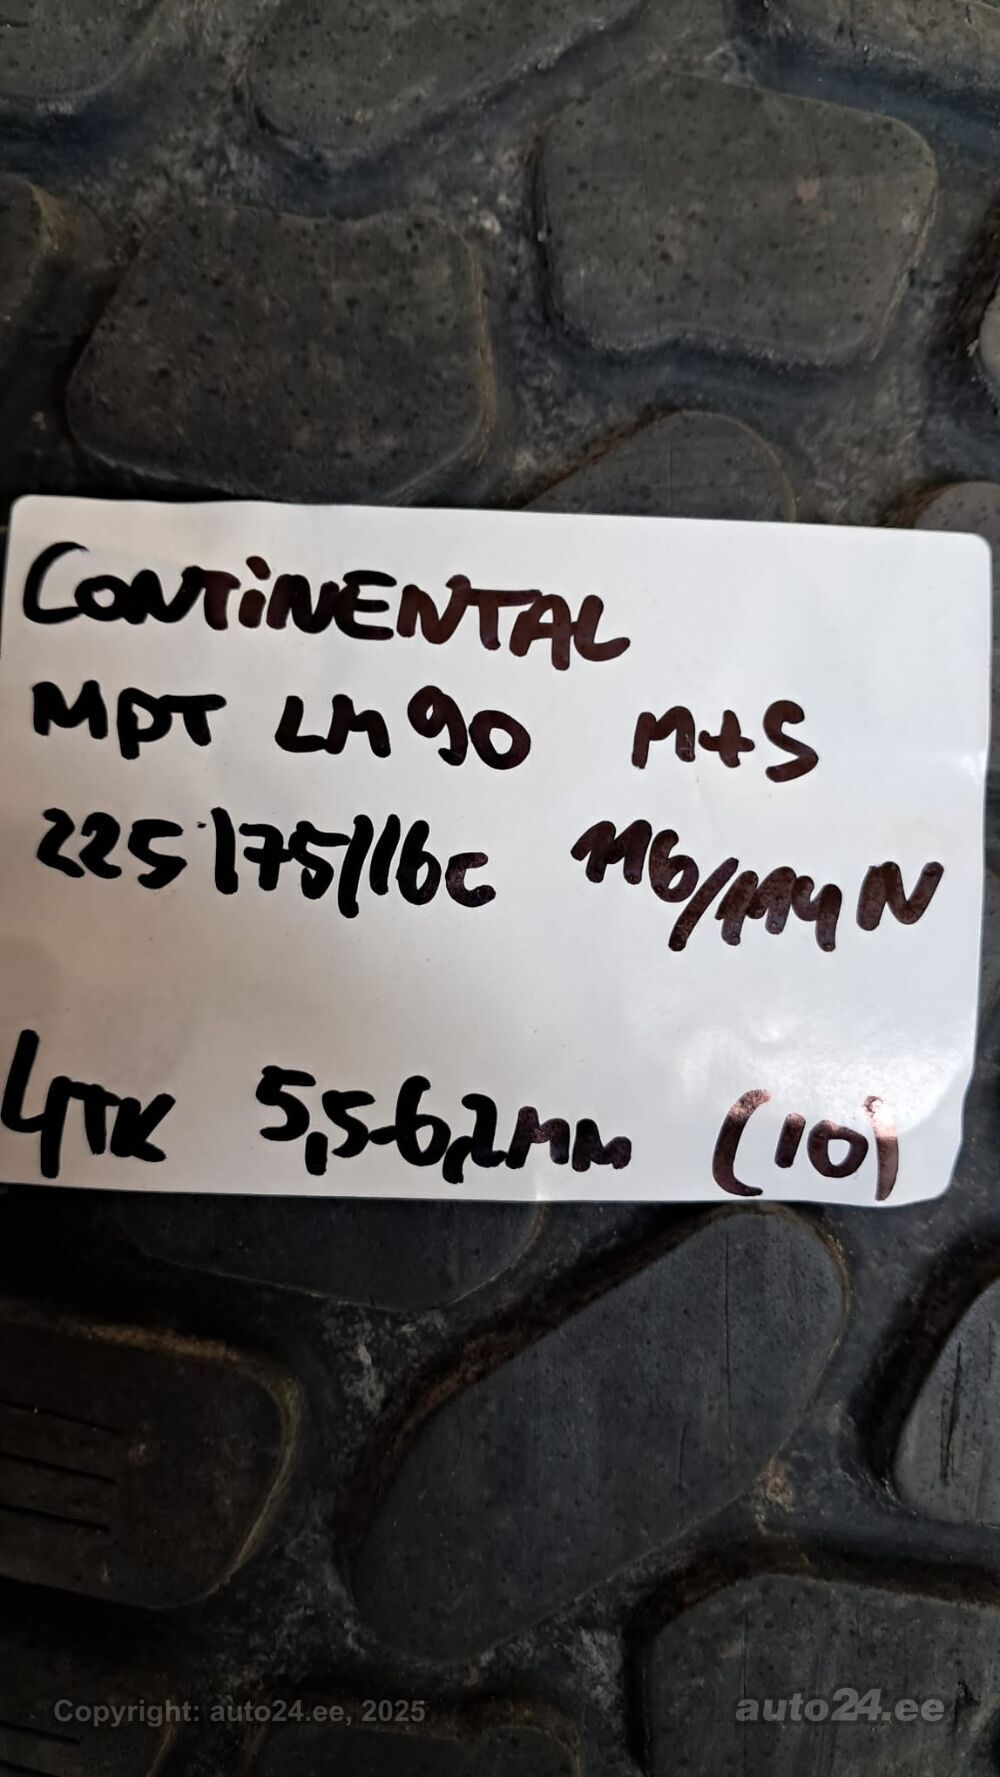 CONTiNENTAL
MPT LM90 M+S
225/75/16c 116/114N
4TK 5,5-6,2MM (10)
Copyright: auto24.ee, 2025
auto24.ee